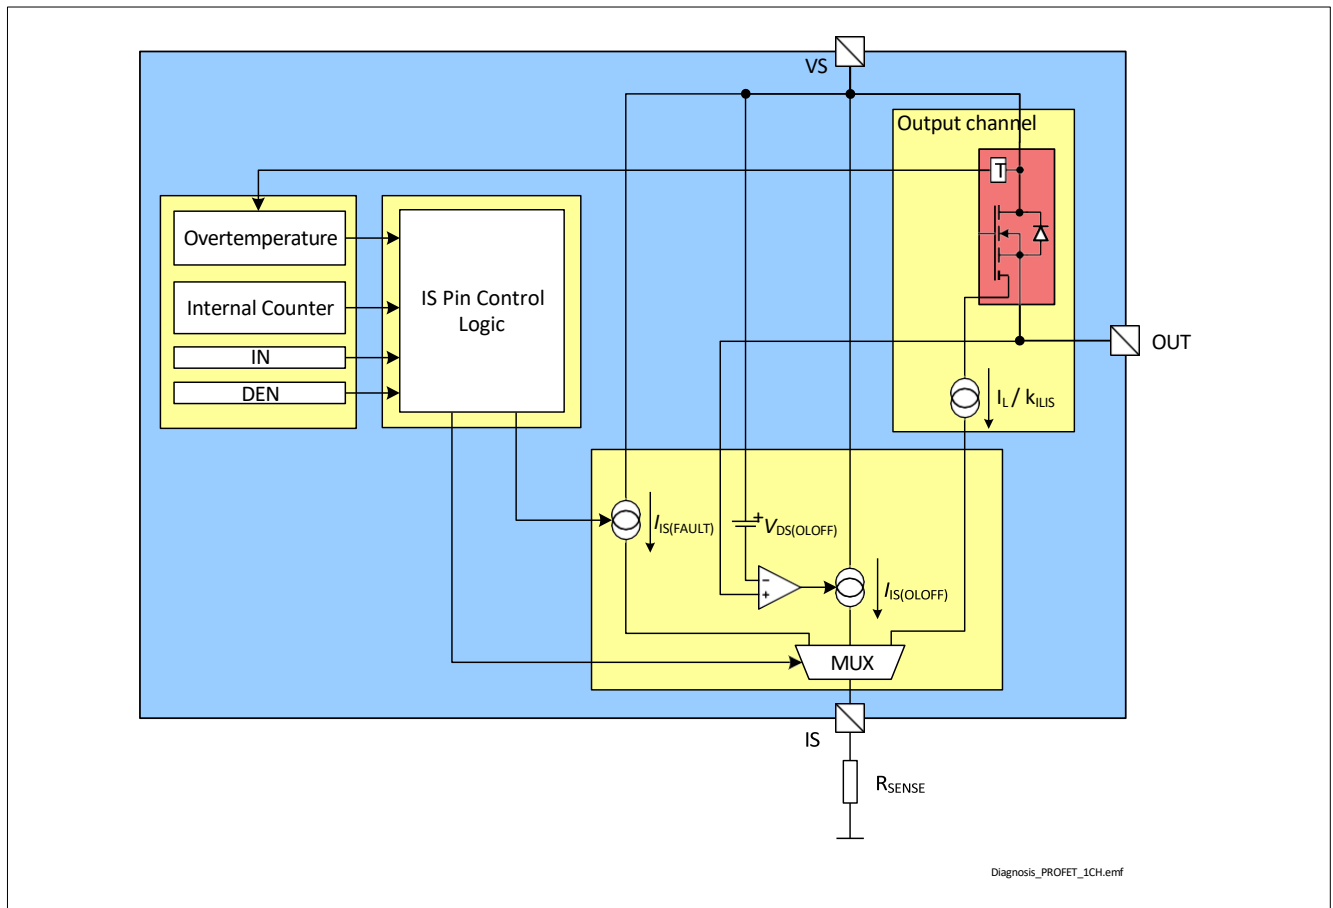 VS
Output channel
T
Overtemperature
Internal Counter
IN
DEN
IS Pin Control
Logic
OUT
IL / kILIS
IIS(FAULT)
+
VDS(OLOFF)
−
+
IIS(OLOFF)
MUX
IS
RSENSE
Diagnosis_PROFET_1CH.emf